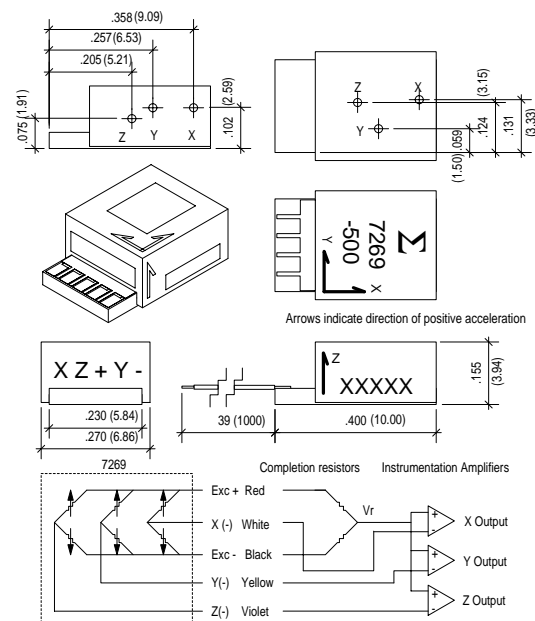 .358 (9.09)
.257 (6.53)
.205 (5.21)
.075 (1.91)
Z Y X
.102 (2.59)
Z X
Y
.059 (1.50)
.124 (3.15)
.131 (3.33)
Σ 7269 -500
Y
X
Arrows indicate direction of positive acceleration
X Z + Y -
.230 (5.84)
.270 (6.86)
39 (1000)
Z
XXXXX
.155 (3.94)
.400 (10.00)
7269
Completion resistors Instrumentation Amplifiers
Exc + Red
Vr
X (-) White
+ - X Output
Exc - Black
Y(-) Yellow
+ - Y Output
Z(-) Violet
+ - Z Output